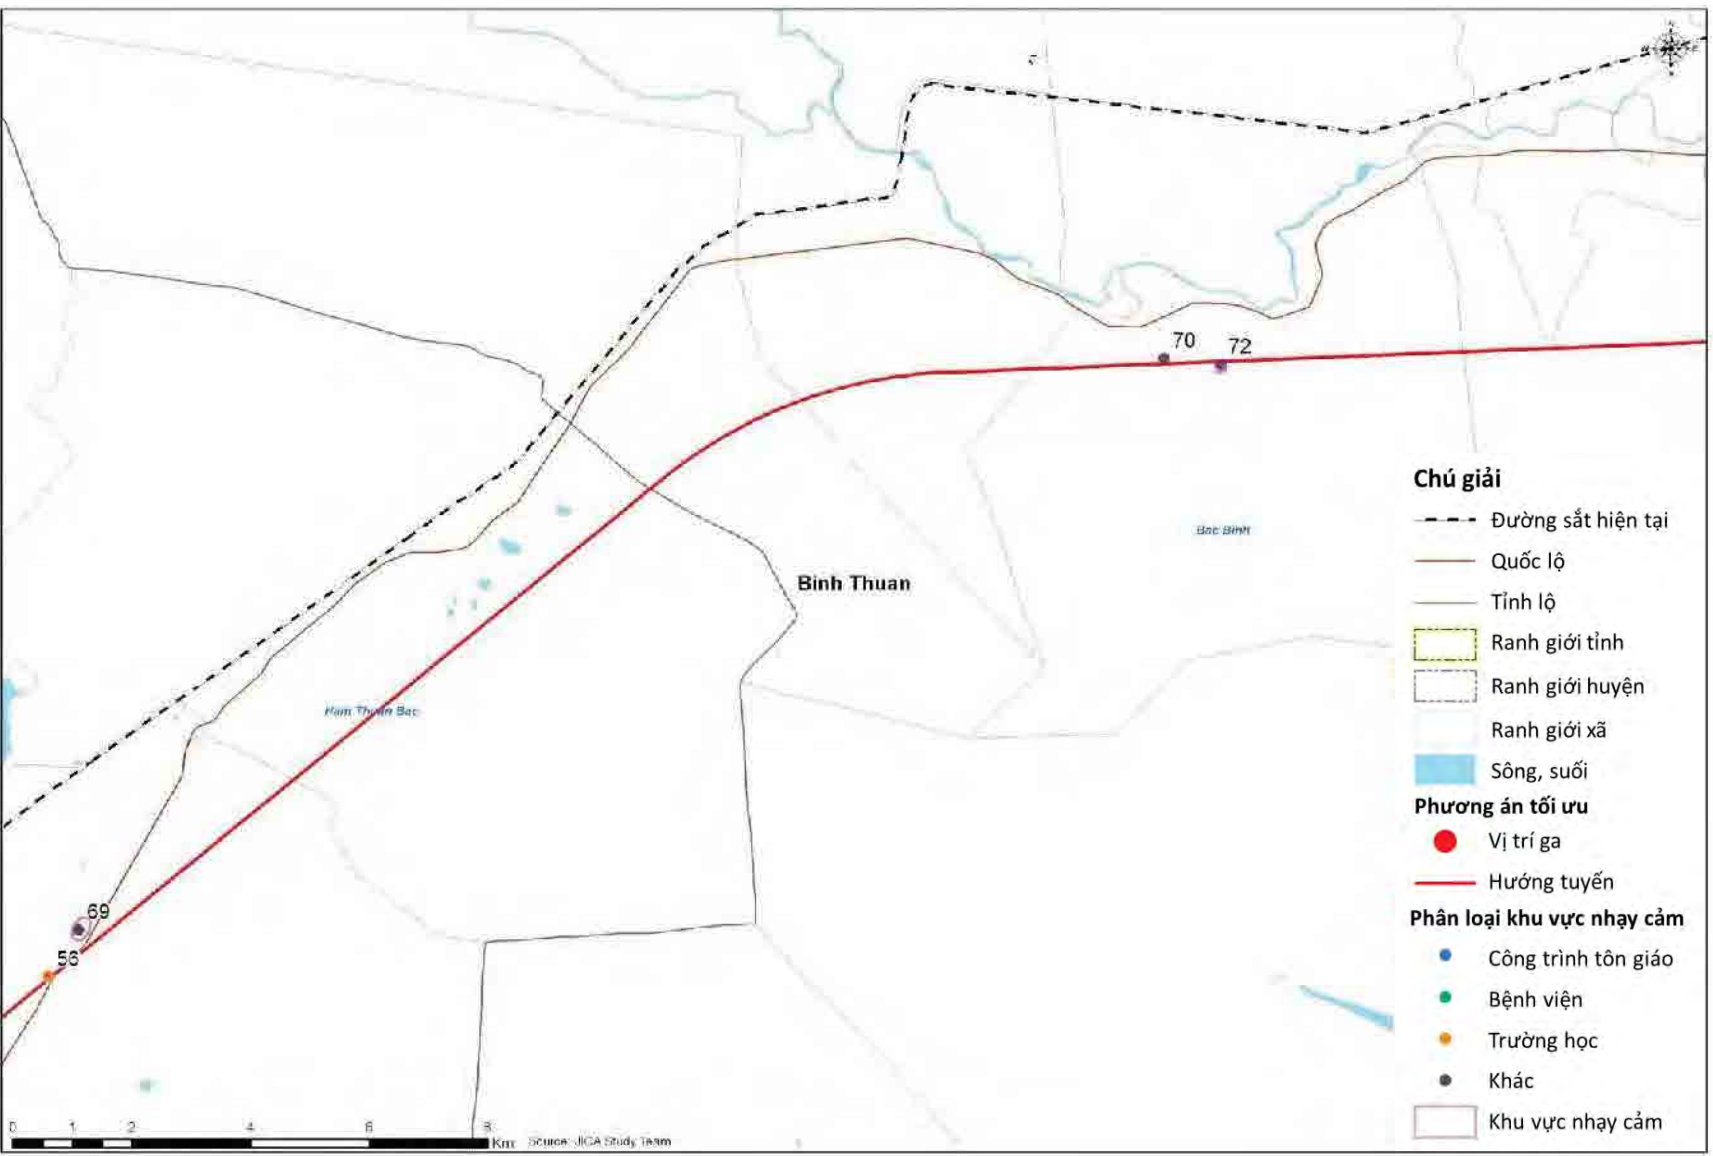 70
72
Chú giải
Đường sắt hiện tại
Bac Binh
Quốc lộ
Binh Thuan
Tỉnh lộ
Ranh giới tỉnh
Ranh giới huyện
Ham Thuan Bac
Ranh giới xã
Sông, suối
Phương án tối ưu
Vị trí ga
Hướng tuyến
69
Phân loại khu vực nhạy cảm
56
Công trình tôn giáo
Bệnh viện
Trường học
Khác
Khu vực nhạy cảm
0 1 2 4 6 8
Km Source: JICA Study Team